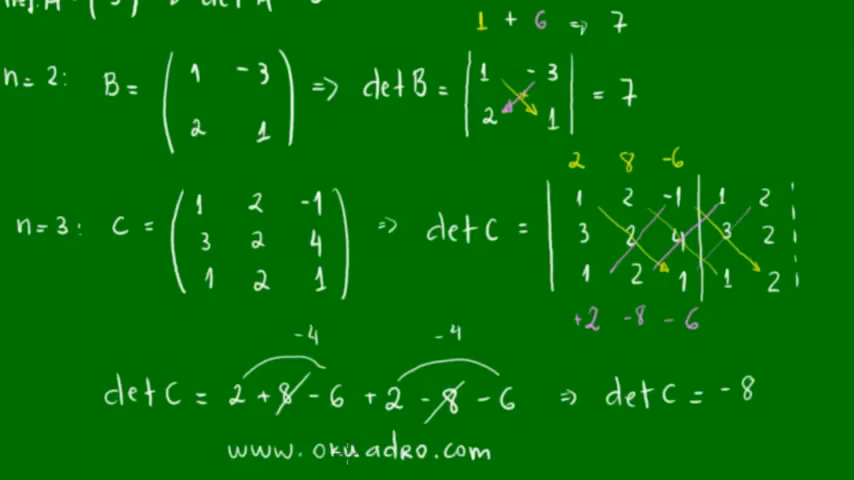 1 + 6 => 7
n=2: B = ( 1 -3 => det B = | 1 -3 | = 7
2 1 ) 2 1
2 8 -6
n=3: C = ( 1 2 -1 => det C = | 1 2 -1 | 1 2
3 2 4 3 2 4 3 2
1 2 1 ) 1 2 1 1 2
+2 -8 -6
-4 -4
det C = 2 + 8 - 6 + 2 - 8 - 6 => det C = -8
www.okuadro.com